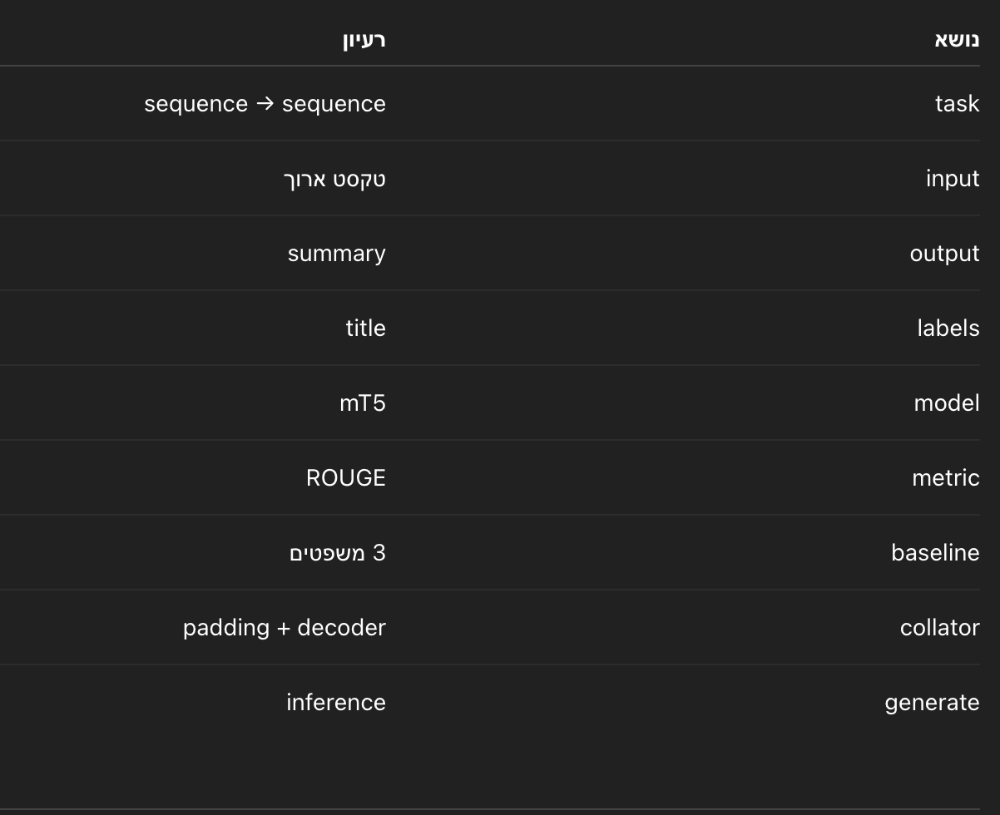 נושא רעיון
task sequence → sequence
input טקסט ארוך
output summary
labels title
model mT5
metric ROUGE
baseline 3 משפטים
collator padding + decoder
generate inference